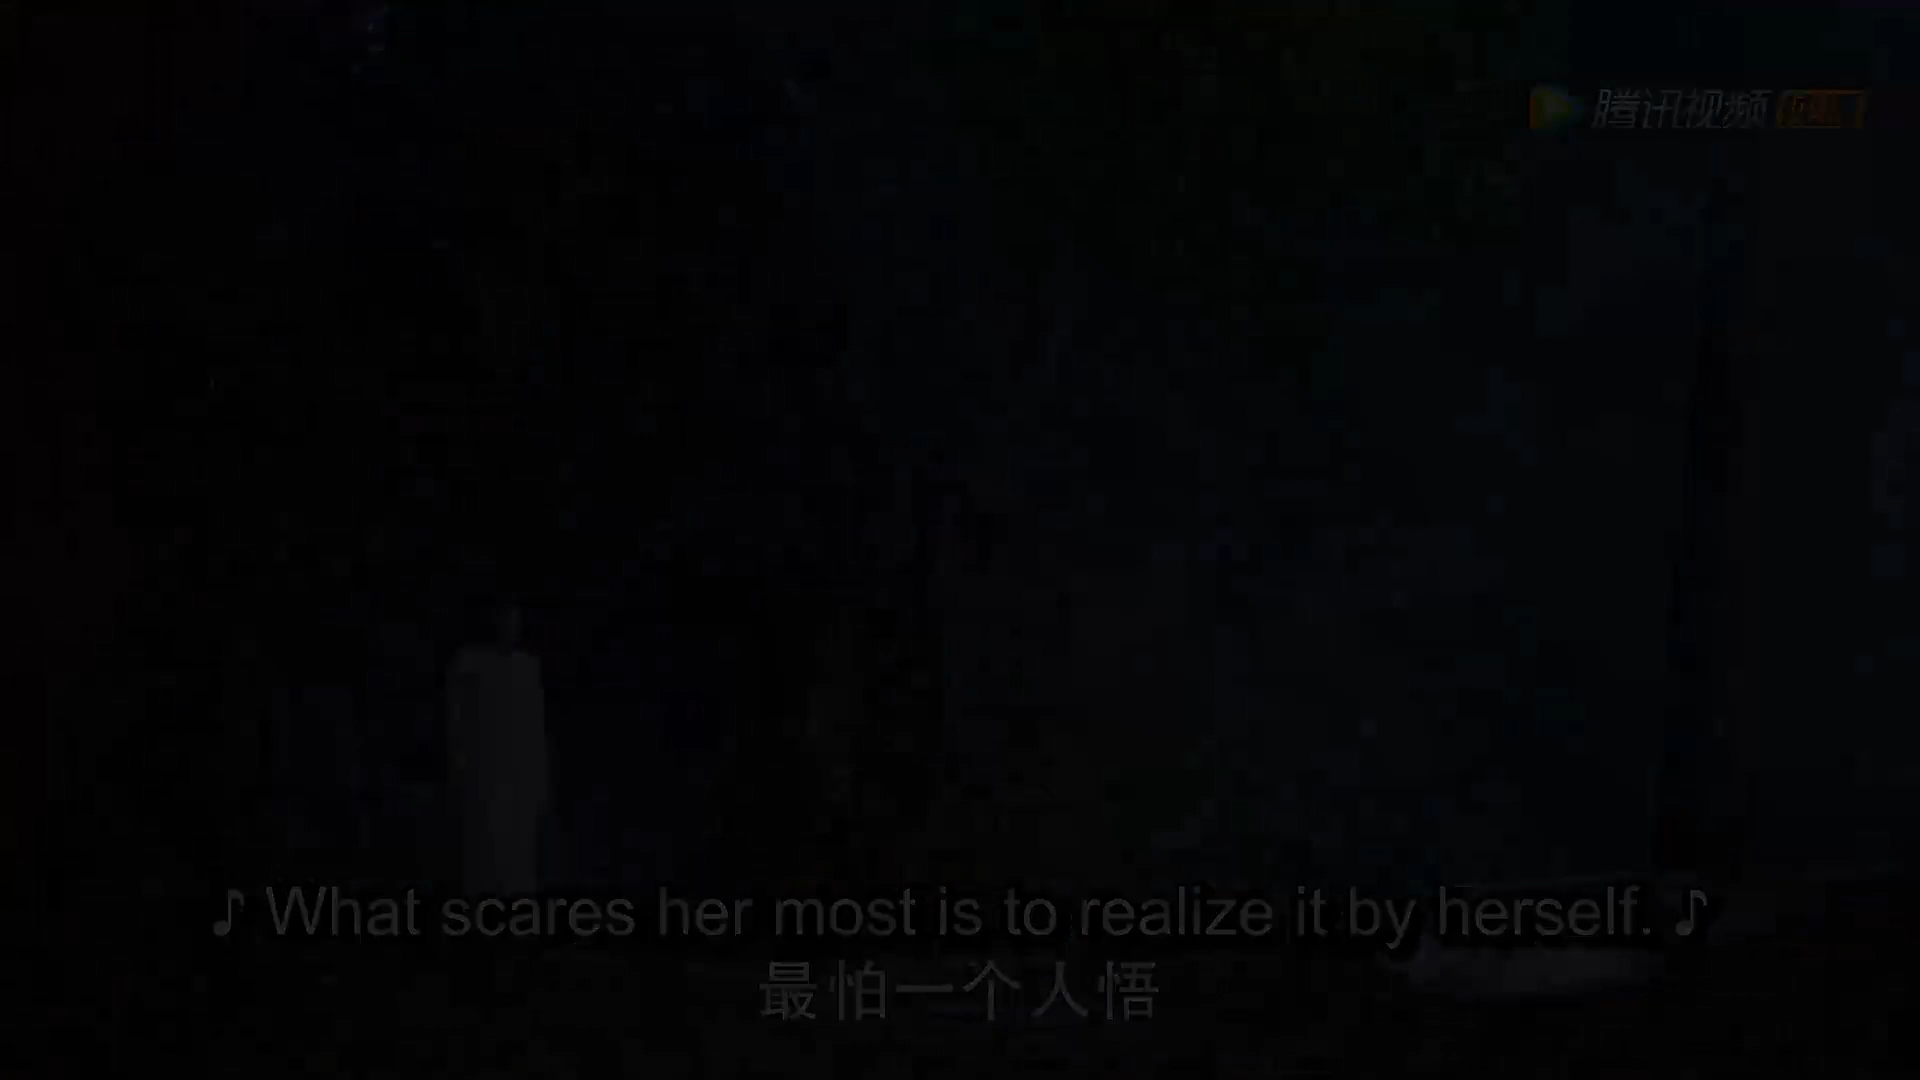 腾讯视频
♪ What scares her most is to realize it by herself. ♪
最怕一个人悟